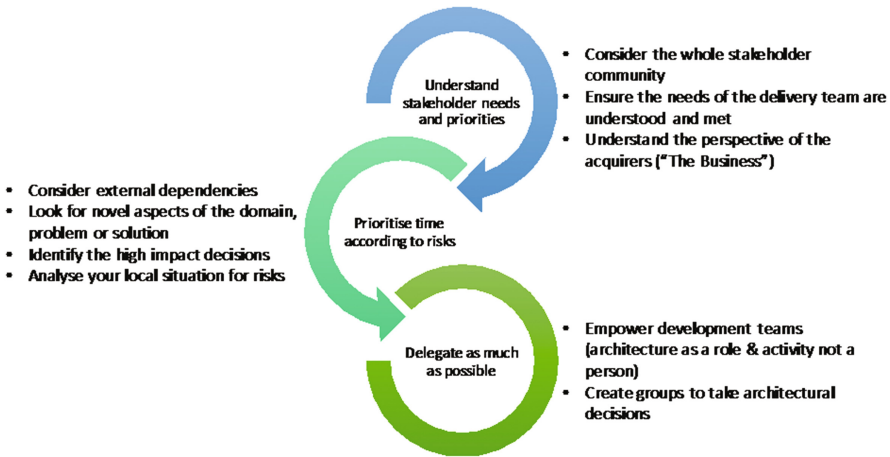 Understand
stakeholder needs
and priorities
• Consider the whole stakeholder
community
• Ensure the needs of the delivery team are
understood and met
• Understand the perspective of the
acquirers (“The Business”)
Prioritise time
according to risks
• Consider external dependencies
• Look for novel aspects of the domain,
problem or solution
• Identify the high impact decisions
• Analyse your local situation for risks
Delegate as much
as possible
• Empower development teams
(architecture as a role & activity not a
person)
• Create groups to take architectural
decisions